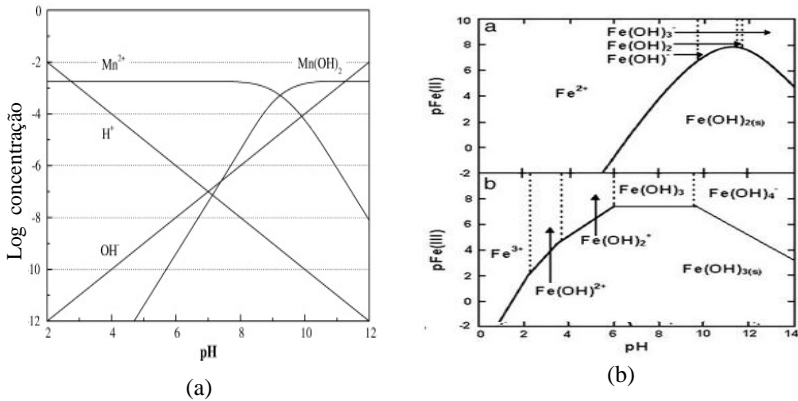 0
-2
-4
-6
-8
-10
-12
Log concentração
Mn²⁺
Mn(OH)₂
H⁺
OH⁻
2 4 6 8 10 12
pH
(a)
a
10
8
6
4
2
0
-2
pFe(II)
Fe(OH)₃⁻
Fe(OH)₂
Fe(OH)⁻
Fe²⁺
Fe(OH)₂₍ₛ₎
b
8
6
4
2
0
-2
pFe(III)
Fe(OH)₃
Fe(OH)₄⁻
Fe³⁺
Fe(OH)₂⁺
Fe(OH)²⁺
Fe(OH)₃₍ₛ₎
0 2 4 6 8 10 12 14
pH
(b)